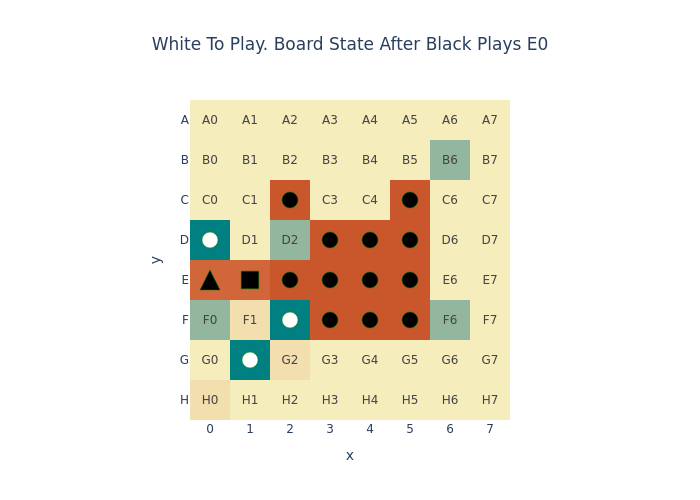 White To Play. Board State After Black Plays E0
A A0 A1 A2 A3 A4 A5 A6 A7
B B0 B1 B2 B3 B4 B5 B6 B7
C C0 C1 C3 C4 C6 C7
D D1 D2 D6 D7
E E6 E7
F F0 F1 F6 F7
G G0 G2 G3 G4 G5 G6 G7
H H0 H1 H2 H3 H4 H5 H6 H7
0 1 2 3 4 5 6 7
x
y